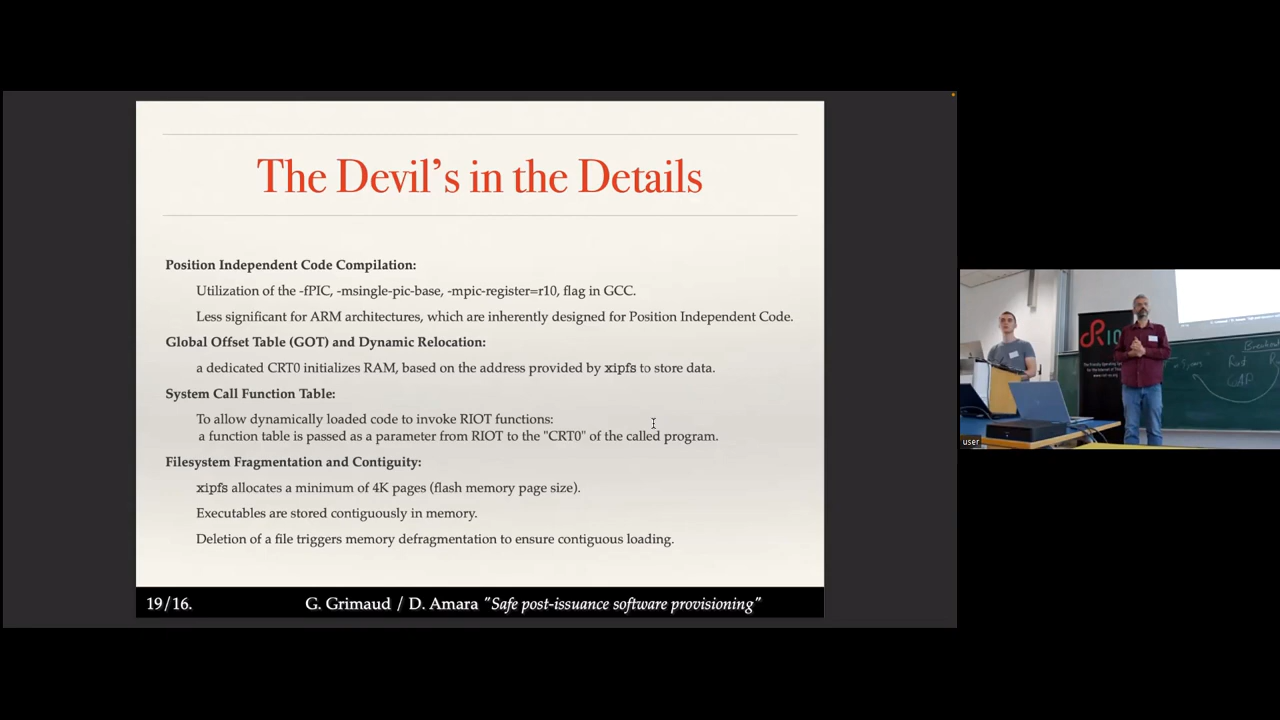 The Devil's in the Details
Position Independent Code Compilation:
Utilization of the -fPIC, -msingle-pic-base, -mpic-register=r10, flag in GCC.
Less significant for ARM architectures, which are inherently designed for Position Independent Code.
Global Offset Table (GOT) and Dynamic Relocation:
a dedicated CRT0 initializes RAM, based on the address provided by xipfs to store data.
System Call Function Table:
To allow dynamically loaded code to invoke RIOT functions:
a function table is passed as a parameter from RIOT to the "CRT0" of the called program.
Filesystem Fragmentation and Contiguity:
xipfs allocates a minimum of 4K pages (flash memory page size).
Executables are stored contiguously in memory.
Deletion of a file triggers memory defragmentation to ensure contiguous loading.
19/16.
G. Grimaud / D. Amara "Safe post-issuance software provisioning"
user